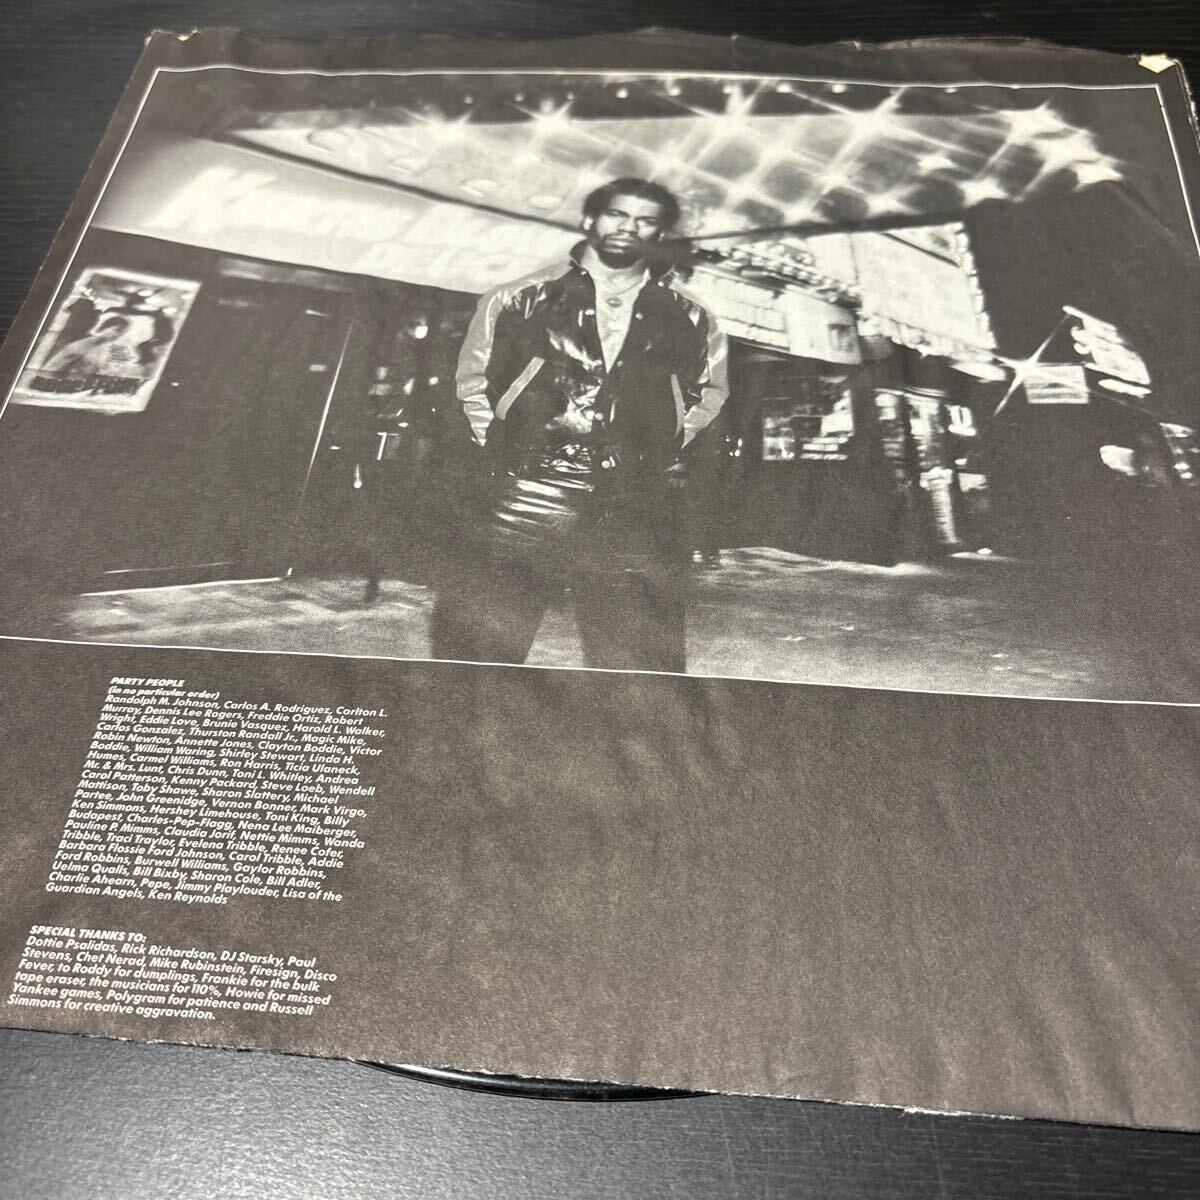 PARTY PEOPLE
(in no particular order)
Randolph M. Johnson, Carlos A. Rodriguez, Carlton L.
Murray, Dennis Lee Rogers, Freddie Ortiz, Robert
Wright, Eddie Love, Brunie Vasquez, Harold L. Walker,
Carlos Gonzalez, Thurston Randall Jr., Magic Mike,
Robin Newton, Annette Jones, Clayton Boddie, Victor
Boddie, William Waring, Shirley Stewart, Linda H.
Humes, Carmel Williams, Ron Harris, Ticia Ulaneck,
Mr. & Mrs. Lunt, Chris Dunn, Toni L. Whitley, Andrea
Carol Patterson, Kenny Packard, Steve Loeb, Wendell
Mattison, Toby Shawe, Sharon Slattery, Michael
Partee, John Greenidge, Vernon Bonner, Mark Virgo,
Ken Simmons, Hershey Limehouse, Toni King, Billy
Budapest, Charles-Pep-Flagg, Nena Lee Maiberger,
Pauline P. Mimms, Claudia Jorif, Nettie Mimms, Wanda
Tribble, Traci Traylor, Evelena Tribble, Renee Cofer,
Barbara Flossie Ford Johnson, Carol Tribble, Addie
Ford Robbins, Burwell Williams, Gaylor Robbins,
Uelma Qualls, Bill Bixby, Sharon Cole, Bill Adler,
Charlie Ahearn, Pepe, Jimmy Playlouder, Lisa of the
Guardian Angels, Ken Reynolds
SPECIAL THANKS TO:
Dottie Psalidas, Rick Richardson, DJ Starsky, Paul
Stevens, Chet Nerad, Mike Rubinstein, Firesign, Disco
Fever, to Roddy for dumplings, Frankie for the bulk
tape eraser, the musicians for 110%, Howie for missed
Yankee games, Polygram for patience and Russell
Simmons for creative aggravation.